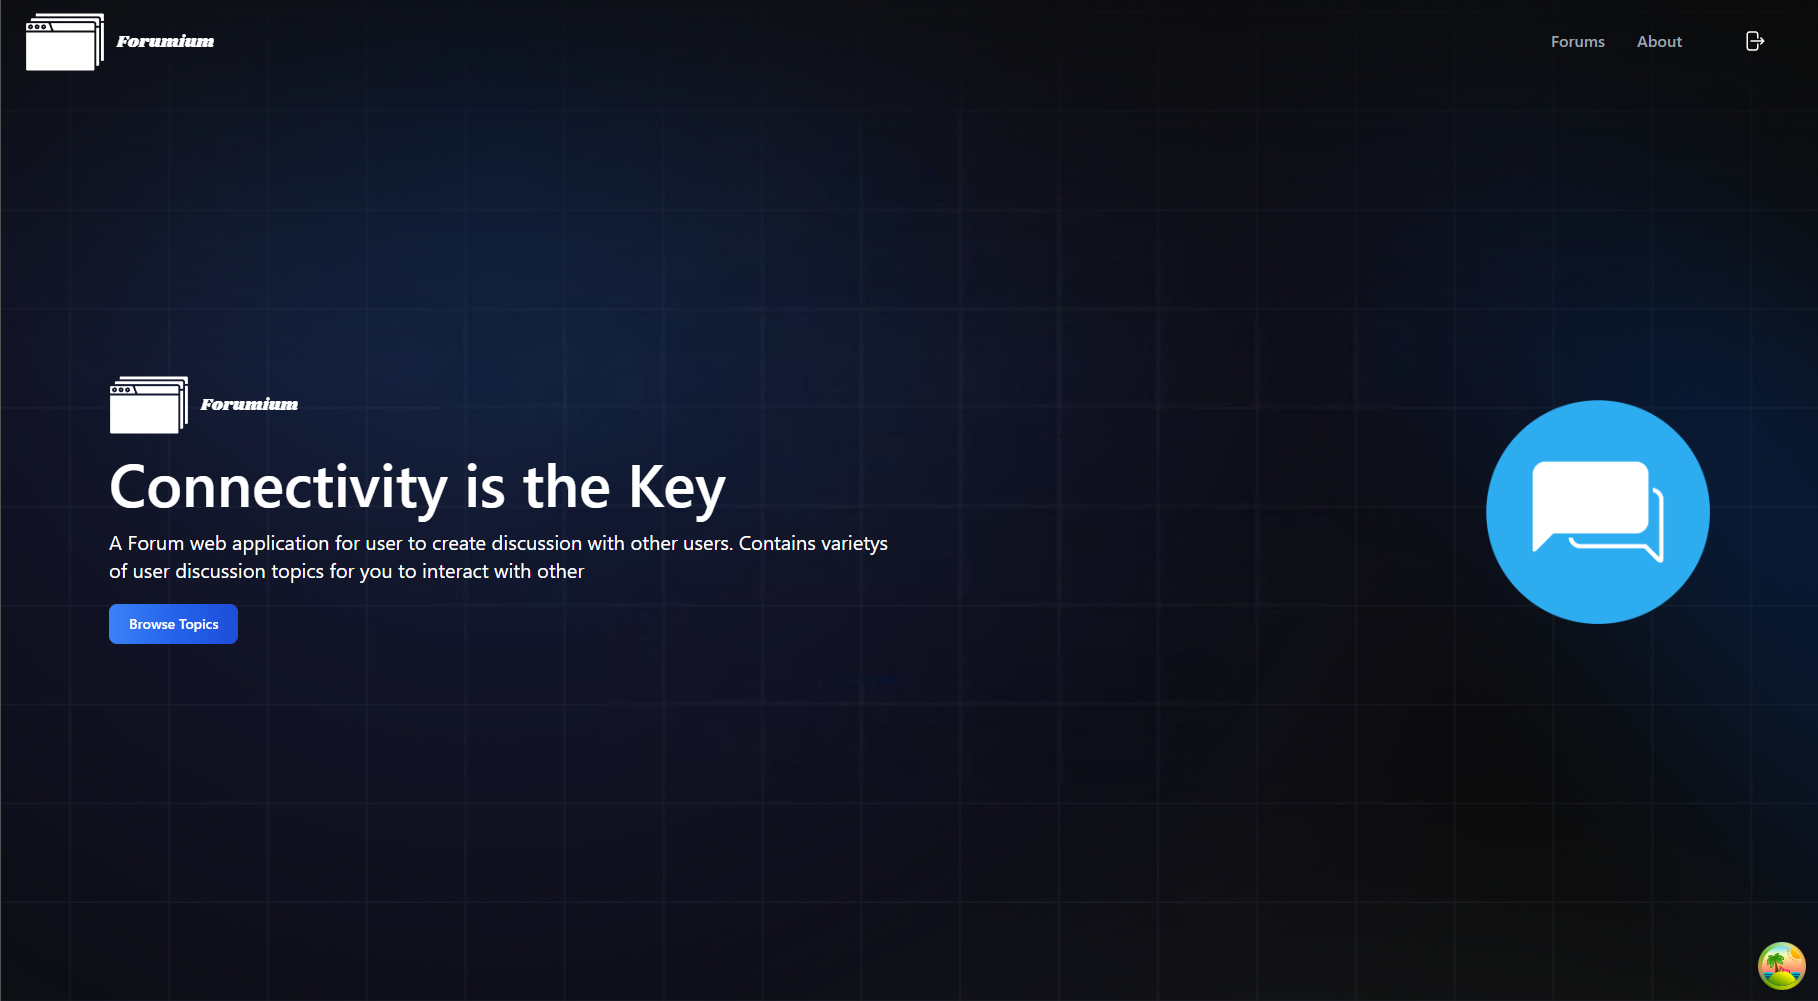 Forumium
Forums
About
Forumium
Connectivity is the Key
A Forum web application for user to create discussion with other users. Contains varietys
of user discussion topics for you to interact with other
Browse Topics